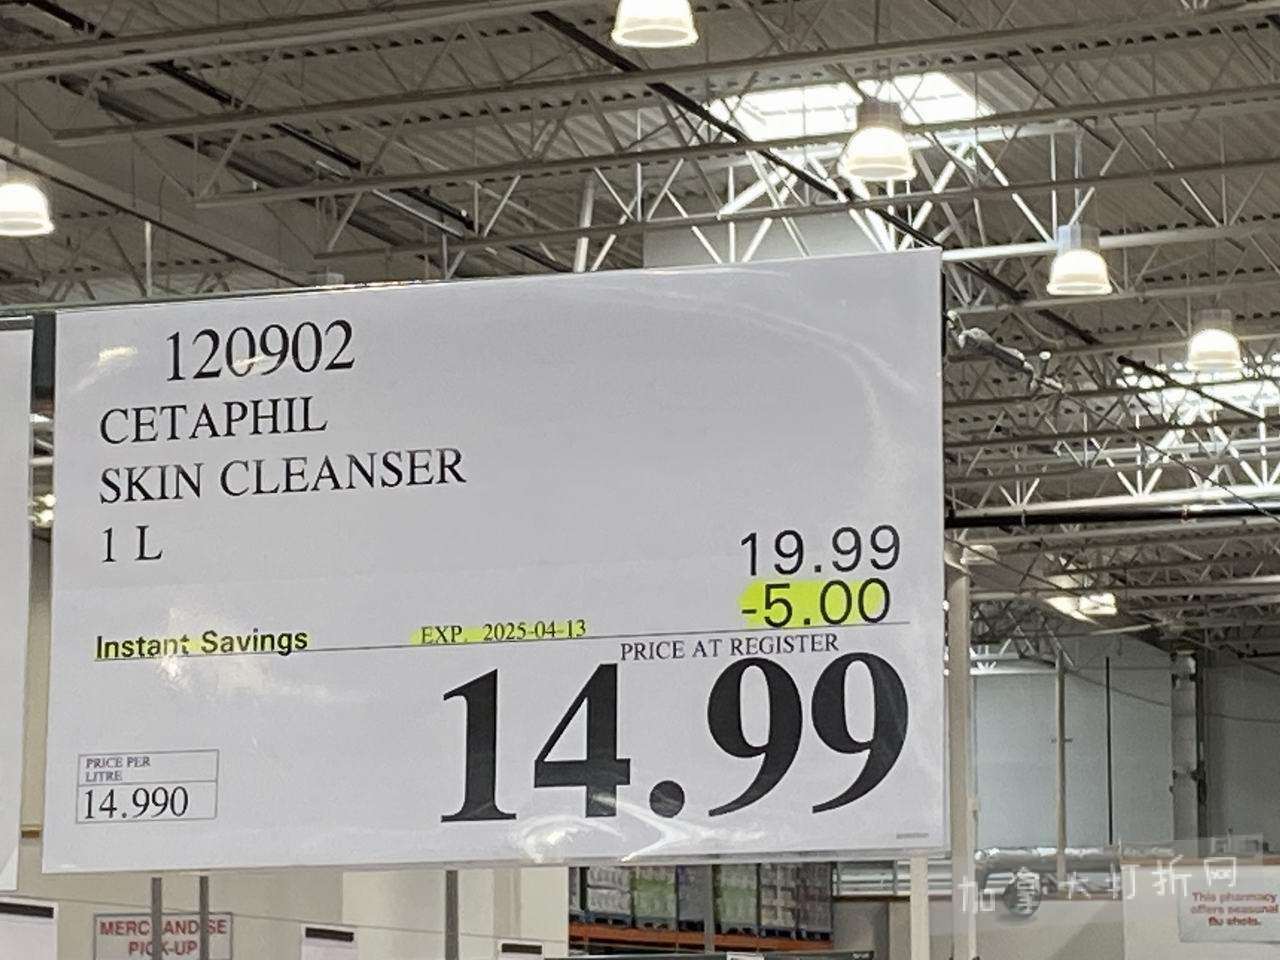 120902
CETAPHIL
SKIN CLEANSER
1 L
19.99
-5.00
Instant Savings EXP. 2025-04-13
PRICE AT REGISTER
14.99
PRICE PER
LITRE
14.990
MERCHANDISE
PICK-UP
加拿大打折网
This pharmacy
offers seasonal
flu shots.